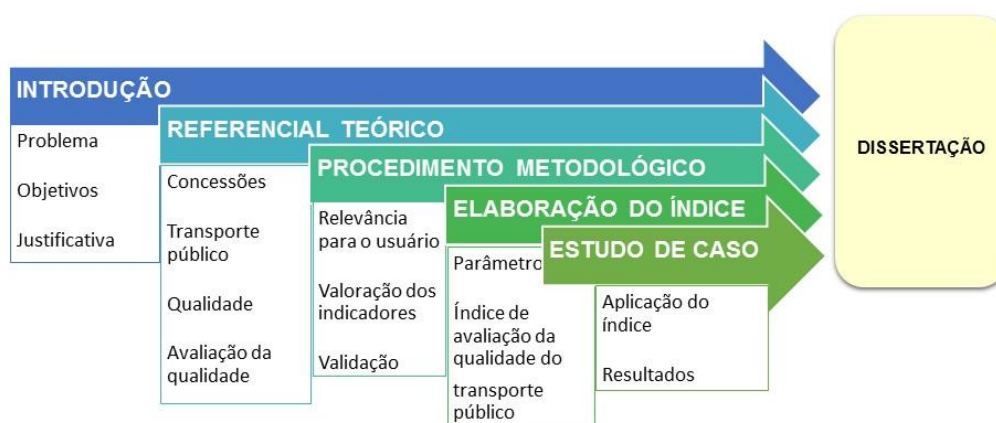 INTRODUÇÃO
Problema
Objetivos
Justificativa
REFERENCIAL TEÓRICO
Concessões
Transporte
público
Qualidade
Avaliação da
qualidade
PROCEDIMENTO METODOLÓGICO
Relevância
para o usuário
Valoração dos
indicadores
Validação
ELABORAÇÃO DO ÍNDICE
Parâmetro
Índice de
avaliação da
qualidade do
transporte
público
ESTUDO DE CASO
Aplicação do
índice
Resultados
DISSERTAÇÃO